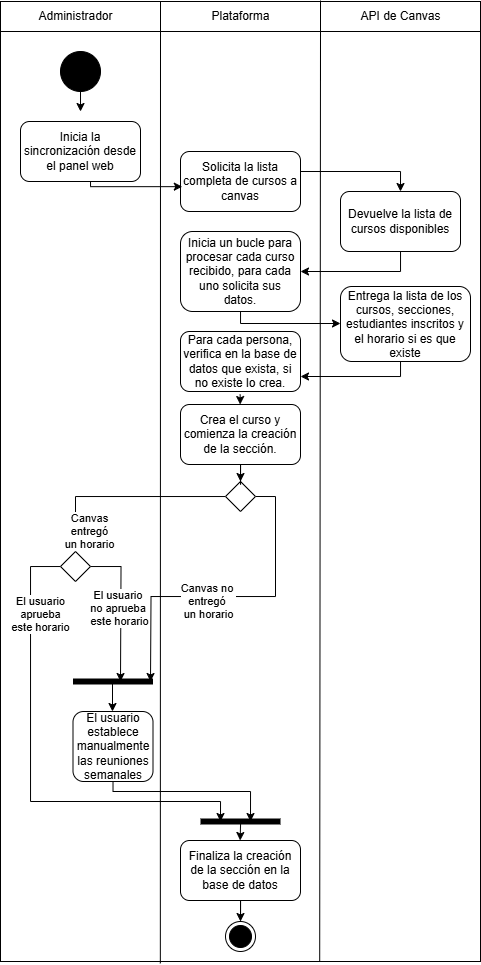 Administrador
Plataforma
API de Canvas
Inicia la
sincronización desde
el panel web
Solicita la lista
completa de cursos a
canvas
Devuelve la lista de
cursos disponibles
Inicia un bucle para
procesar cada curso
recibido, para cada
uno solicita sus
datos.
Entrega la lista de los
cursos, secciones,
estudiantes inscritos y
el horario si es que
existe
Para cada persona,
verifica en la base de
datos que exista, si
no existe lo crea.
Crea el curso y
comienza la creación
de la sección.
Canvas
entregó
un horario
Canvas no
entregó
un horario
El usuario
aprueba
este horario
El usuario
no aprueba
este horario
El usuario
establece
manualmente
las reuniones
semanales
Finaliza la creación
de la sección en la
base de datos